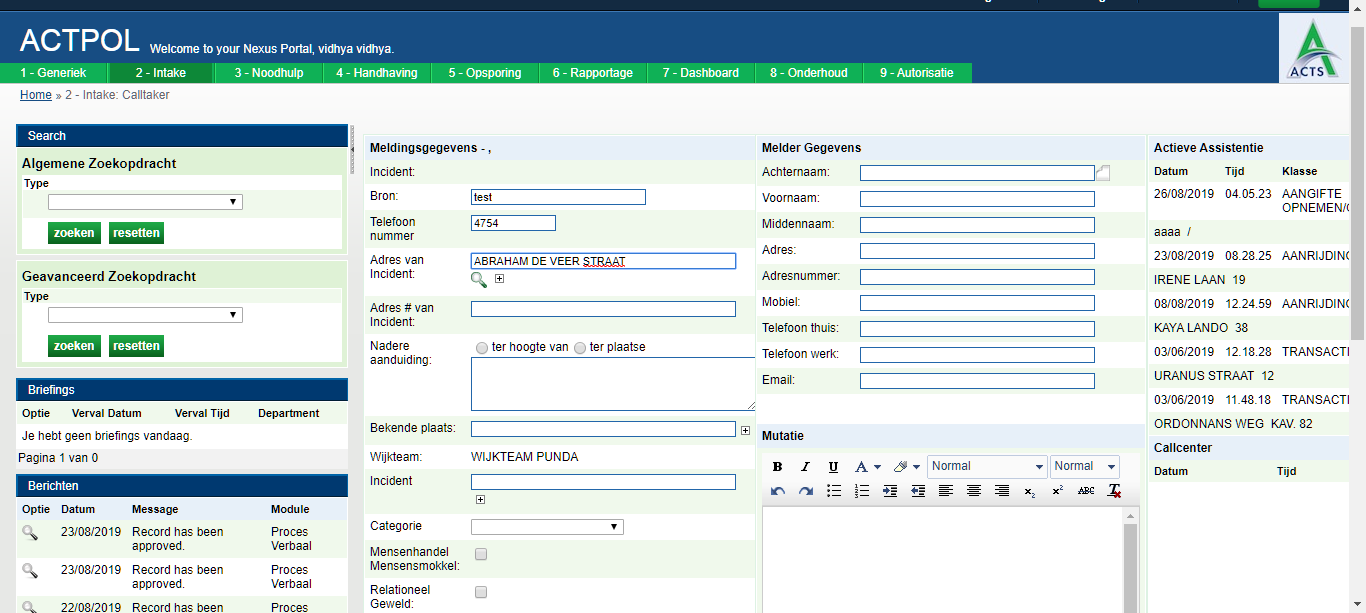 ACTPOL Welcome to your Nexus Portal, vidhya vidhya.
ACTS
1 - Generiek 2 - Intake 3 - Noodhulp 4 - Handhaving 5 - Opsporing 6 - Rapportage 7 - Dashboard 8 - Onderhoud 9 - Autorisatie
Home » 2 - Intake: Calltaker
Search
Algemene Zoekopdracht
Type
zoeken resetten
Geavanceerd Zoekopdracht
Type
zoeken resetten
Briefings
Optie Verval Datum Verval Tijd Department
Je hebt geen briefings vandaag.
Pagina 1 van 0
Berichten
Optie Datum Message Module
23/08/2019 Record has been approved. Proces Verbaal
23/08/2019 Record has been approved. Proces Verbaal
22/08/2019 Record has been Proces
Meldingsgegevens - ,
Incident:
Bron: test
Telefoon nummer 4754
Adres van Incident: ABRAHAM DE VEER STRAAT
Adres # van Incident:
Nadere aanduiding: ter hoogte van ter plaatse
Bekende plaats:
Wijkteam: WIJKTEAM PUNDA
Incident
Categorie
Mensenhandel Mensensmokkel:
Relationeel Geweld:
Melder Gegevens
Achternaam:
Voornaam:
Middennaam:
Adres:
Adresnummer:
Mobiel:
Telefoon thuis:
Telefoon werk:
Email:
Mutatie
B I U A Normal Normal
x₂ x² ABC T
Actieve Assistentie
Datum Tijd Klasse
26/08/2019 04.05.23 AANGIFTE
OPNEMEN/
aaaa /
23/08/2019 08.28.25 AANRIJDING
IRENE LAAN 19
08/08/2019 12.24.59 AANRIJDING
KAYA LANDO 38
03/06/2019 12.18.28 TRANSACT
URANUS STRAAT 12
03/06/2019 11.48.18 TRANSACT
ORDONNANS WEG KAV. 82
Callcenter
Datum Tijd